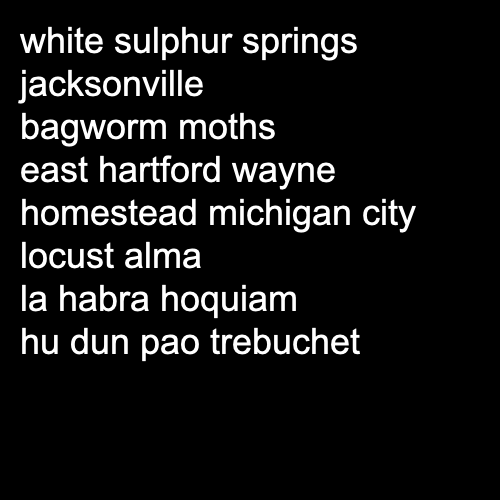 white sulphur springs
jacksonville
bagworm moths
east hartford wayne
homestead michigan city
locust alma
la habra hoquiam
hu dun pao trebuchet